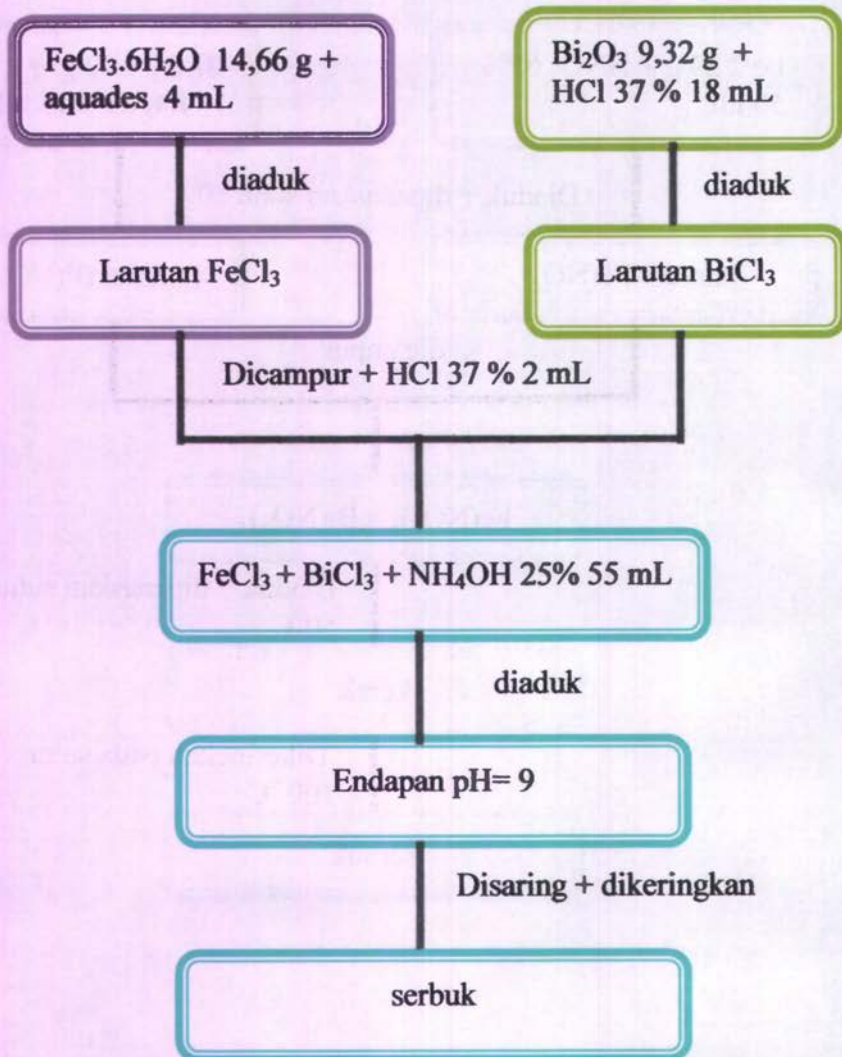 FeCl₃.6H₂O 14,66 g +
aquades 4 mL
Bi₂O₃ 9,32 g +
HCl 37 % 18 mL
diaduk
diaduk
Larutan FeCl₃
Larutan BiCl₃
Dicampur + HCl 37 % 2 mL
FeCl₃ + BiCl₃ + NH₄OH 25% 55 mL
diaduk
Endapan pH= 9
Disaring + dikeringkan
serbuk